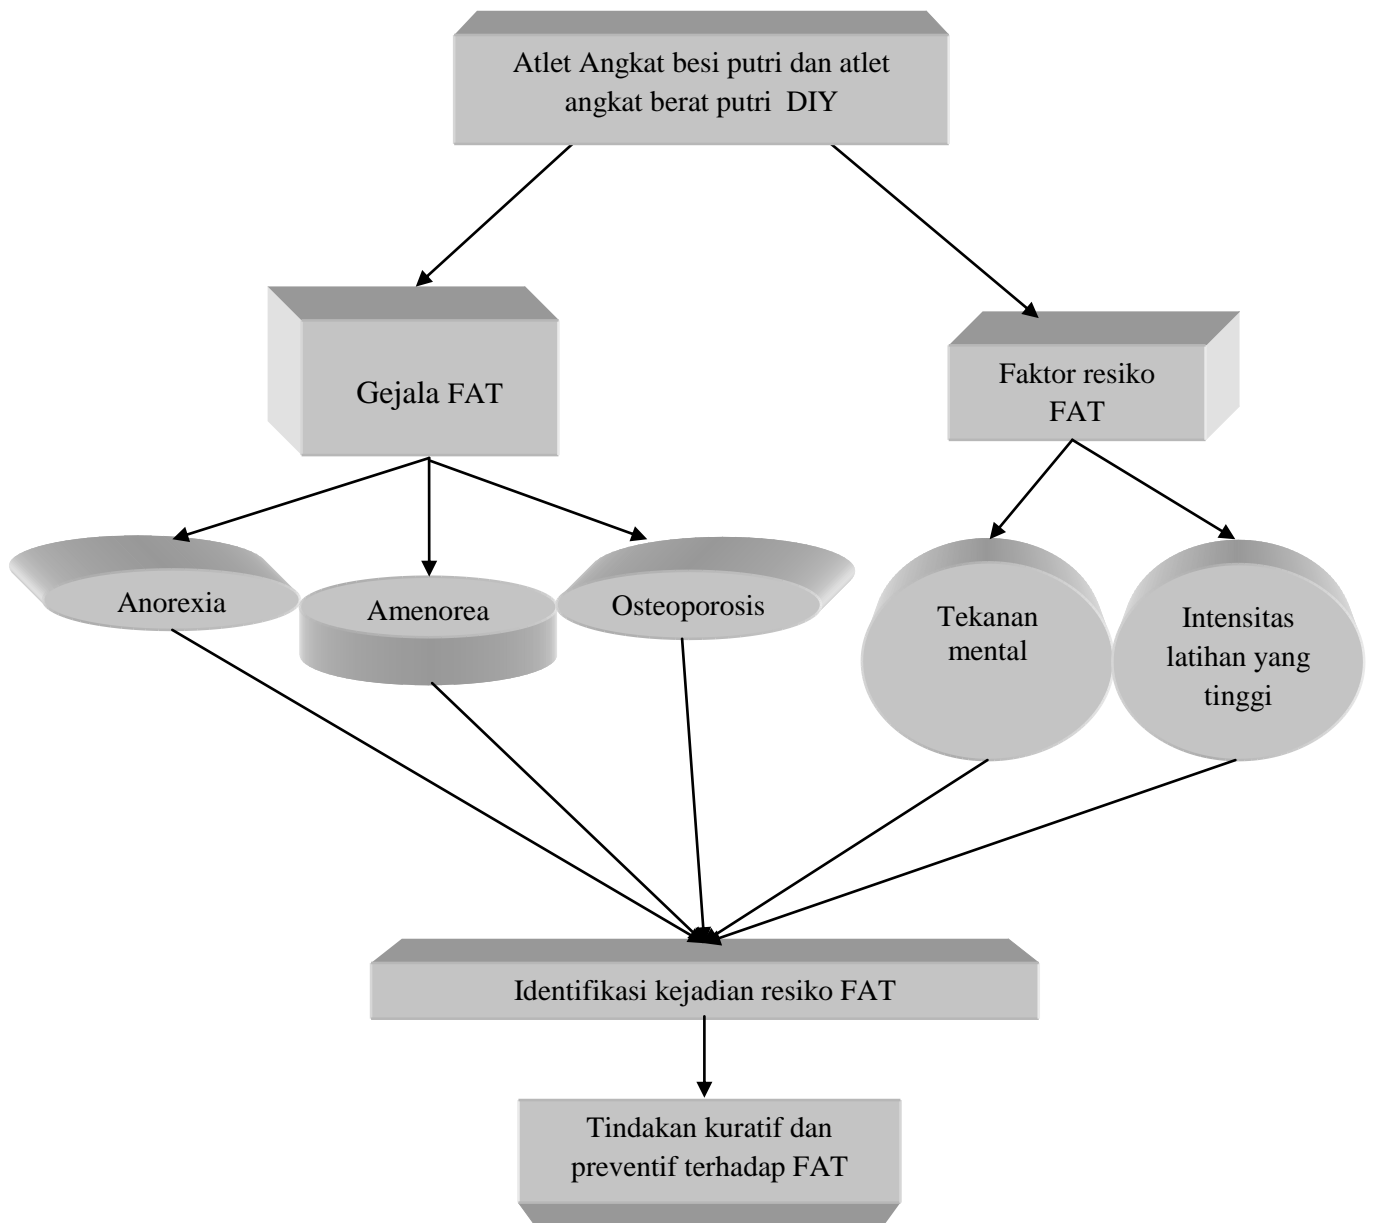 Atlet Angkat besi putri dan atlet
angkat berat putri  DIY
Gejala FAT
Faktor resiko
FAT
Anorexia
Amenorea
Osteoporosis
Tekanan
mental
Intensitas
latihan yang
tinggi
Identifikasi kejadian resiko FAT
Tindakan kuratif dan
preventif terhadap FAT